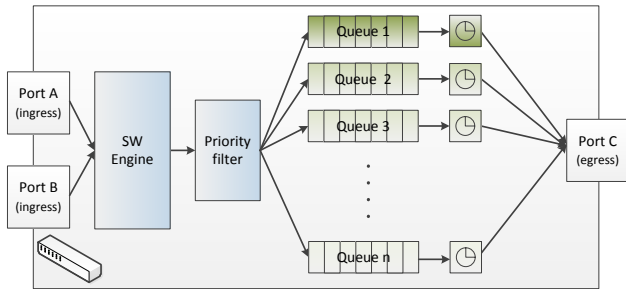 Queue 1
Port A
(ingress)
Queue 2
SW
Engine
Priority
filter
Queue 3
Port C
(egress)
Port B
(ingress)
Queue n